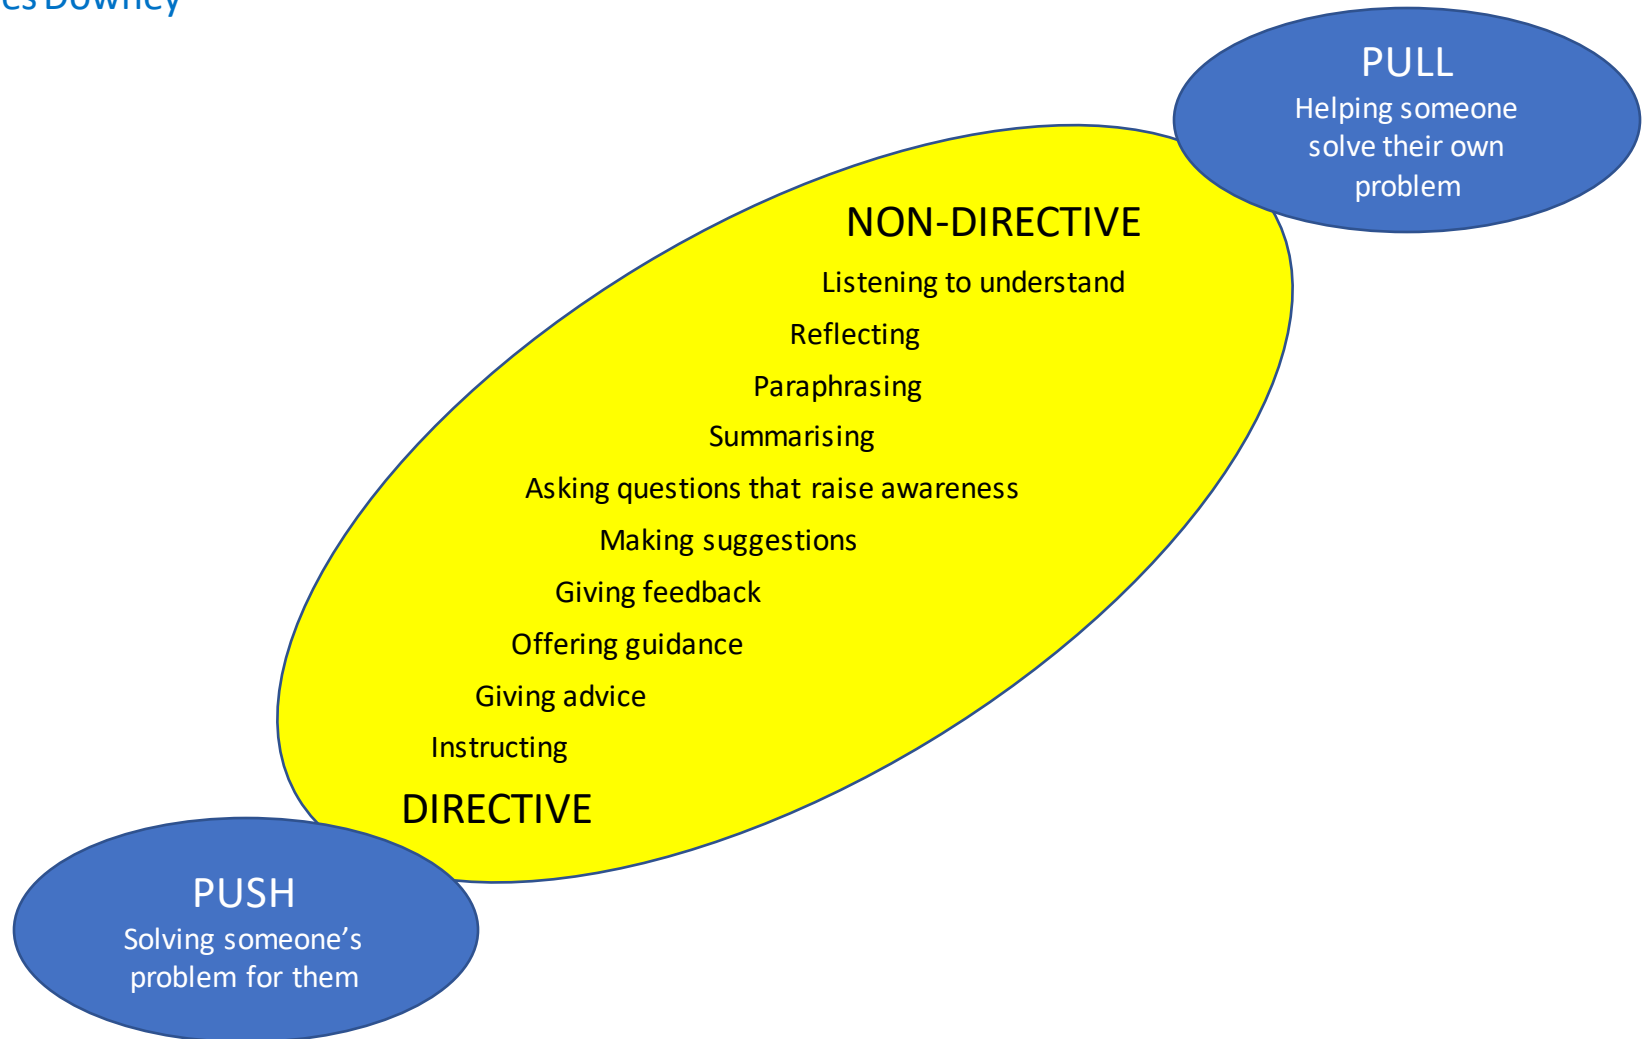 Downey
PULL
Helping someone
solve their own
problem
NON-DIRECTIVE
Listening to understand
Reflecting
Paraphrasing
Summarising
Asking questions that raise awareness
Making suggestions
Giving feedback
Offering guidance
Giving advice
Instructing
DIRECTIVE
PUSH
Solving someone’s
problem for them